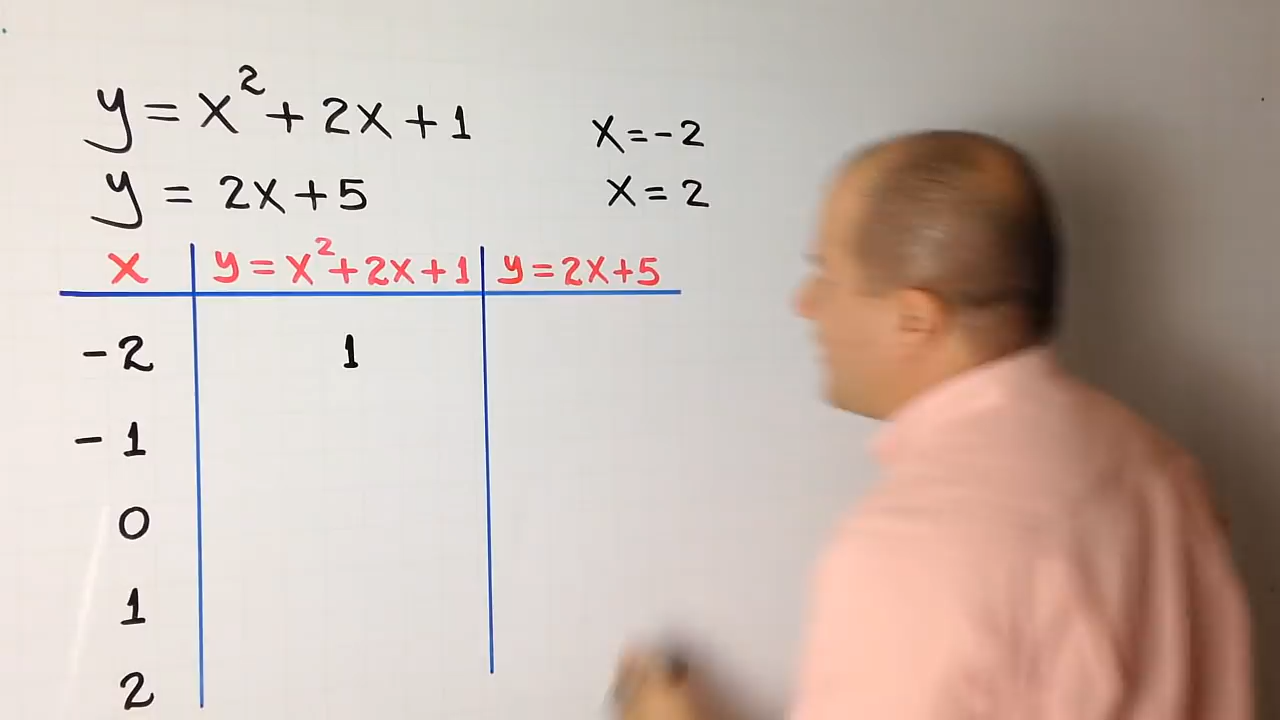 y = x² + 2x + 1
x = -2
y = 2x + 5
x = 2
x y = x² + 2x + 1 y = 2x + 5
-2 1
-1
0
1
2